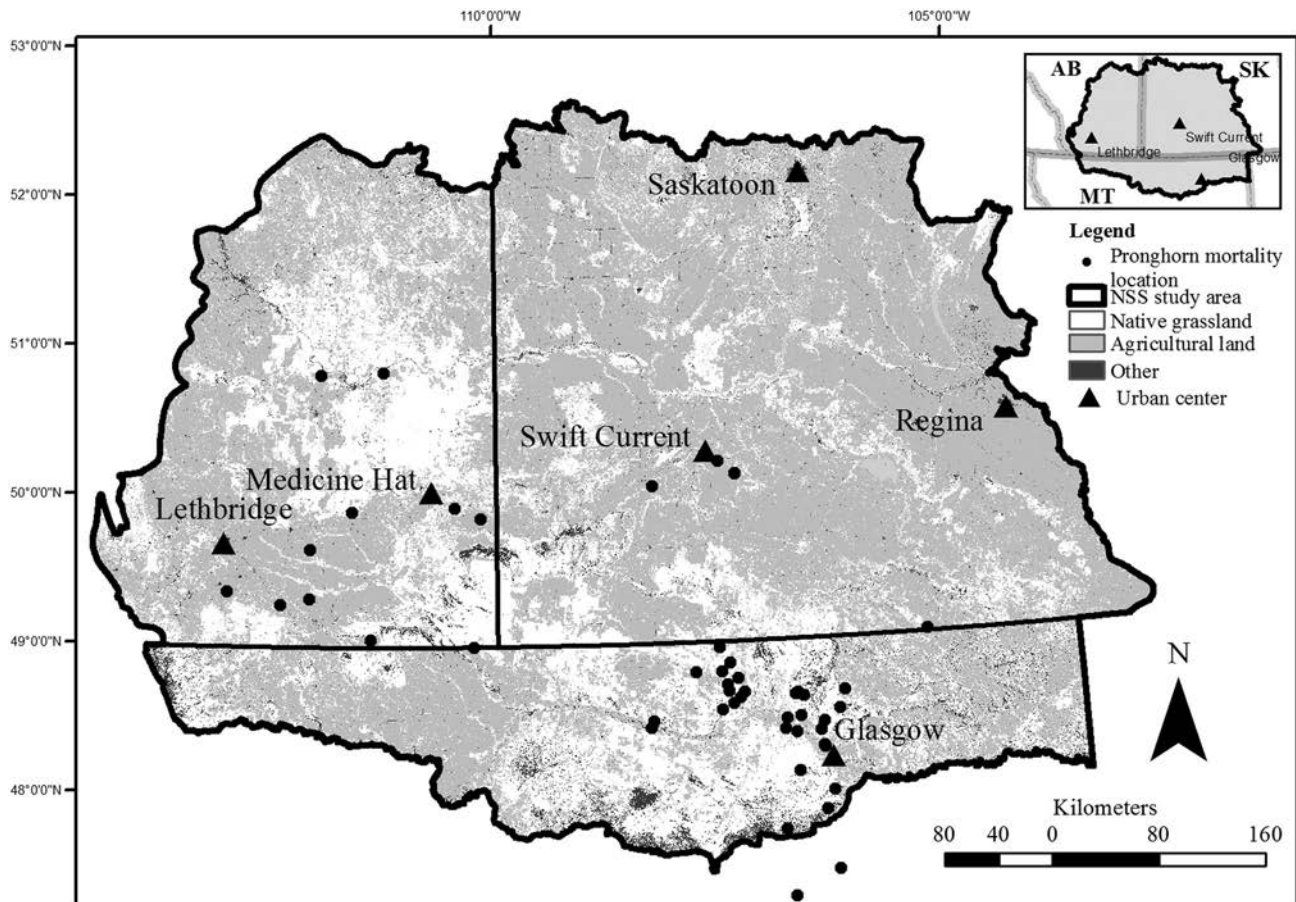 110°0'0"W
105°0'0"W
53°0'0"N
52°0'0"N
51°0'0"N
50°0'0"N
49°0'0"N
48°0'0"N
Saskatoon
Regina
Swift Current
Medicine Hat
Lethbridge
Glasgow
AB
SK
Swift Current
Lethbridge
Glasgow
MT
Legend
Pronghorn mortality
location
NSS study area
Native grassland
Agricultural land
Other
Urban center
N
Kilometers
80 40 0 80 160